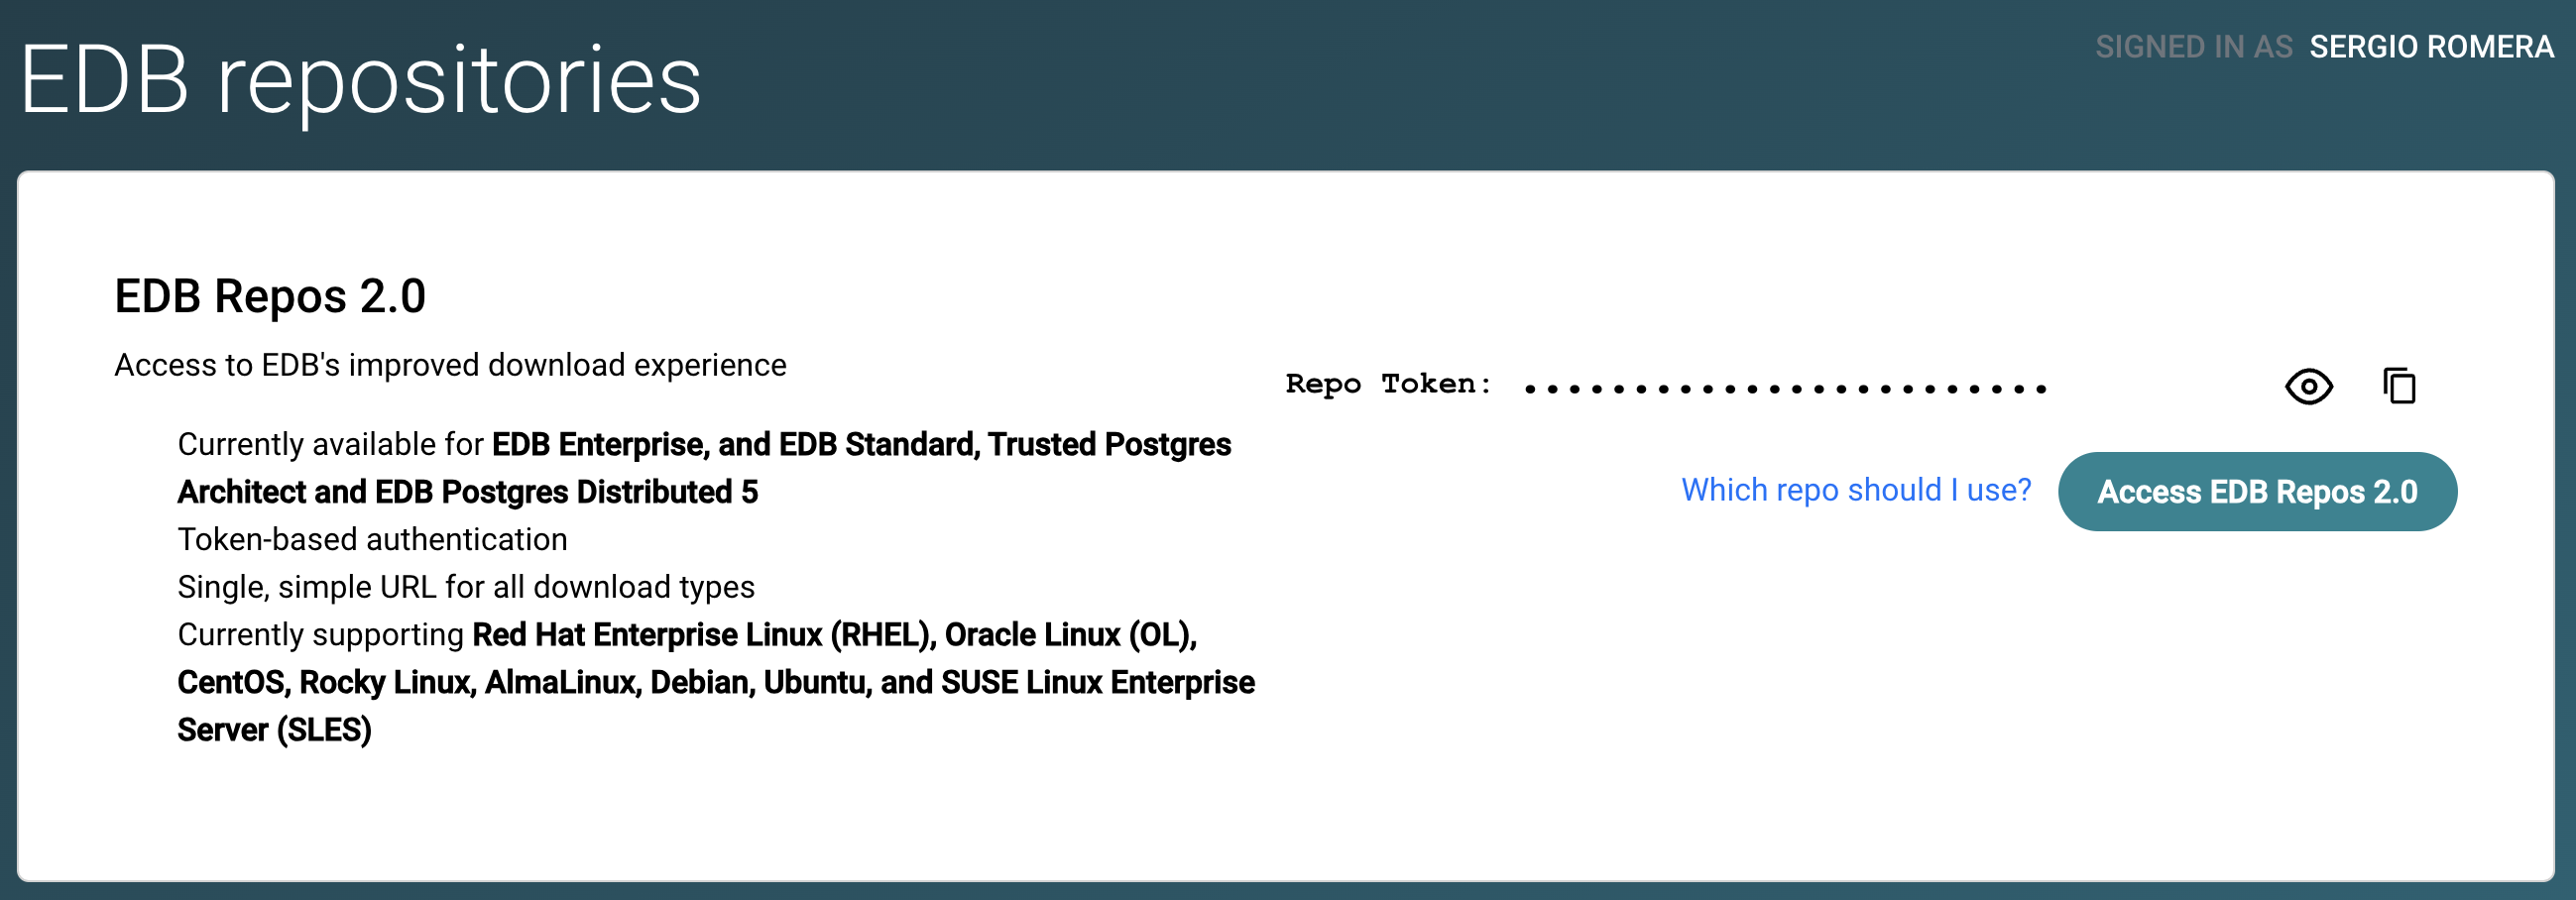 EDB repositories
SIGNED IN AS SERGIO ROMERA
EDB Repos 2.0
Access to EDB's improved download experience
Currently available for EDB Enterprise, and EDB Standard, Trusted Postgres
Architect and EDB Postgres Distributed 5
Token-based authentication
Single, simple URL for all download types
Currently supporting Red Hat Enterprise Linux (RHEL), Oracle Linux (OL),
CentOS, Rocky Linux, AlmaLinux, Debian, Ubuntu, and SUSE Linux Enterprise
Server (SLES)
Repo Token: ••••••••••••••••••••••••
Which repo should I use?
Access EDB Repos 2.0